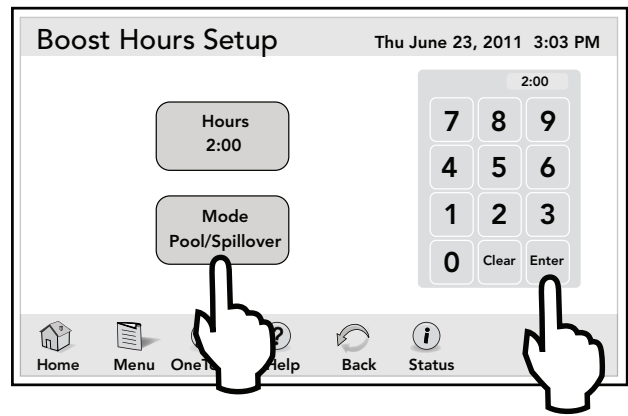 Boost Hours Setup
Thu June 23, 2011 3:03 PM
2:00
Hours
2:00
7 8 9
4 5 6
Mode
Pool/Spillover
1 2 3
0 Clear Enter
?
i
Home Menu Back Status